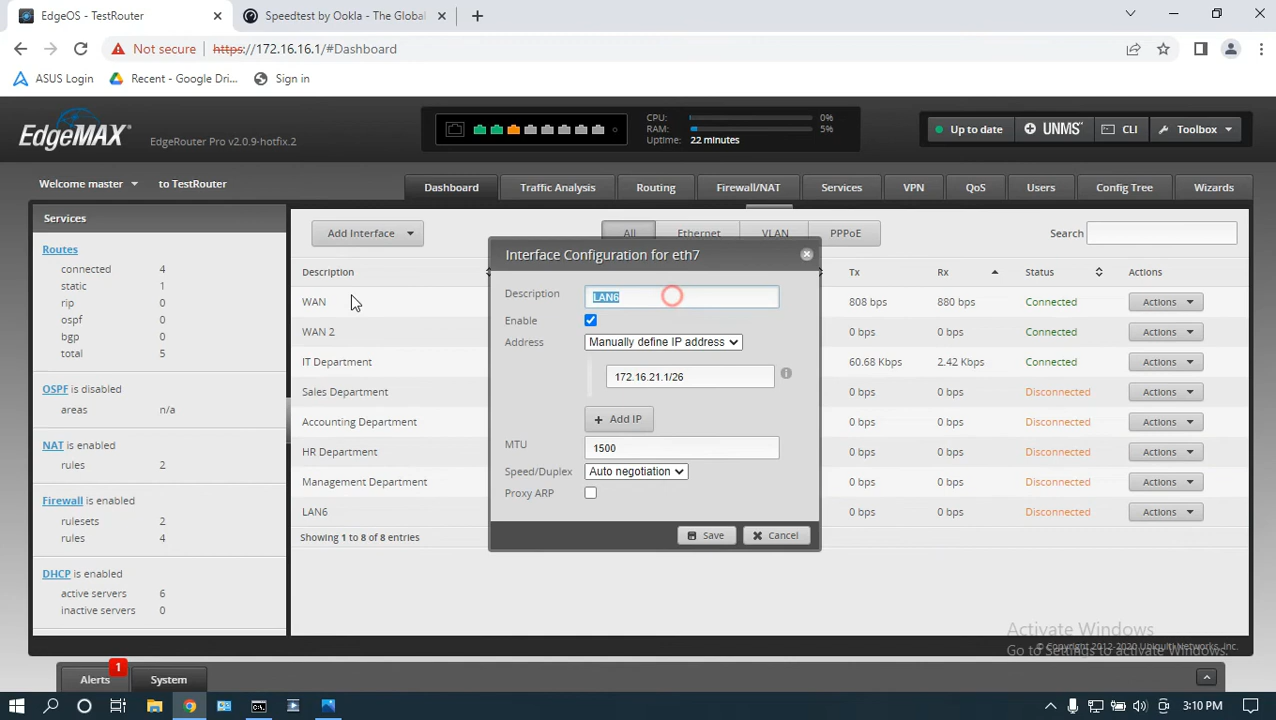 EdgeOS - TestRouter
Speedtest by Ookla - The Global
Not secure
https://172.16.16.1/#Dashboard
ASUS Login
Recent - Google Dri...
Sign in
EdgeMAX
EdgeRouter Pro v2.0.9-hotfix.2
CPU: 0%
RAM: 5%
Uptime: 22 minutes
Up to date
UNMS
CLI
Toolbox
Welcome master
to TestRouter
Dashboard
Traffic Analysis
Routing
Firewall/NAT
Services
VPN
QoS
Users
Config Tree
Wizards
Services
Routes
connected 4
static 1
rip 0
ospf 0
bgp 0
total 5
OSPF is disabled
areas n/a
NAT is enabled
rules 2
Firewall is enabled
rulesets 2
rules 4
DHCP is enabled
active servers 6
inactive servers 0
Add Interface
All
Ethernet
VLAN
PPPoE
Search
Description
Tx
Rx
Status
Actions
WAN 808 bps 880 bps Connected Actions
WAN 2 0 bps 0 bps Connected Actions
IT Department 60.68 Kbps 2.42 Kbps Connected Actions
Sales Department 0 bps 0 bps Disconnected Actions
Accounting Department 0 bps 0 bps Disconnected Actions
HR Department 0 bps 0 bps Disconnected Actions
Management Department 0 bps 0 bps Disconnected Actions
LAN6 0 bps 0 bps Disconnected Actions
Showing 1 to 8 of 8 entries
Interface Configuration for eth7
Description LAN6
Enable
Address Manually define IP address
172.16.21.1/26
+ Add IP
MTU 1500
Speed/Duplex Auto negotiation
Proxy ARP
Save
Cancel
Activate Windows
Go to Settings to activate Windows.
© Copyright 2012-2020 Ubiquiti Networks, Inc.
Alerts 1
System
3:10 PM